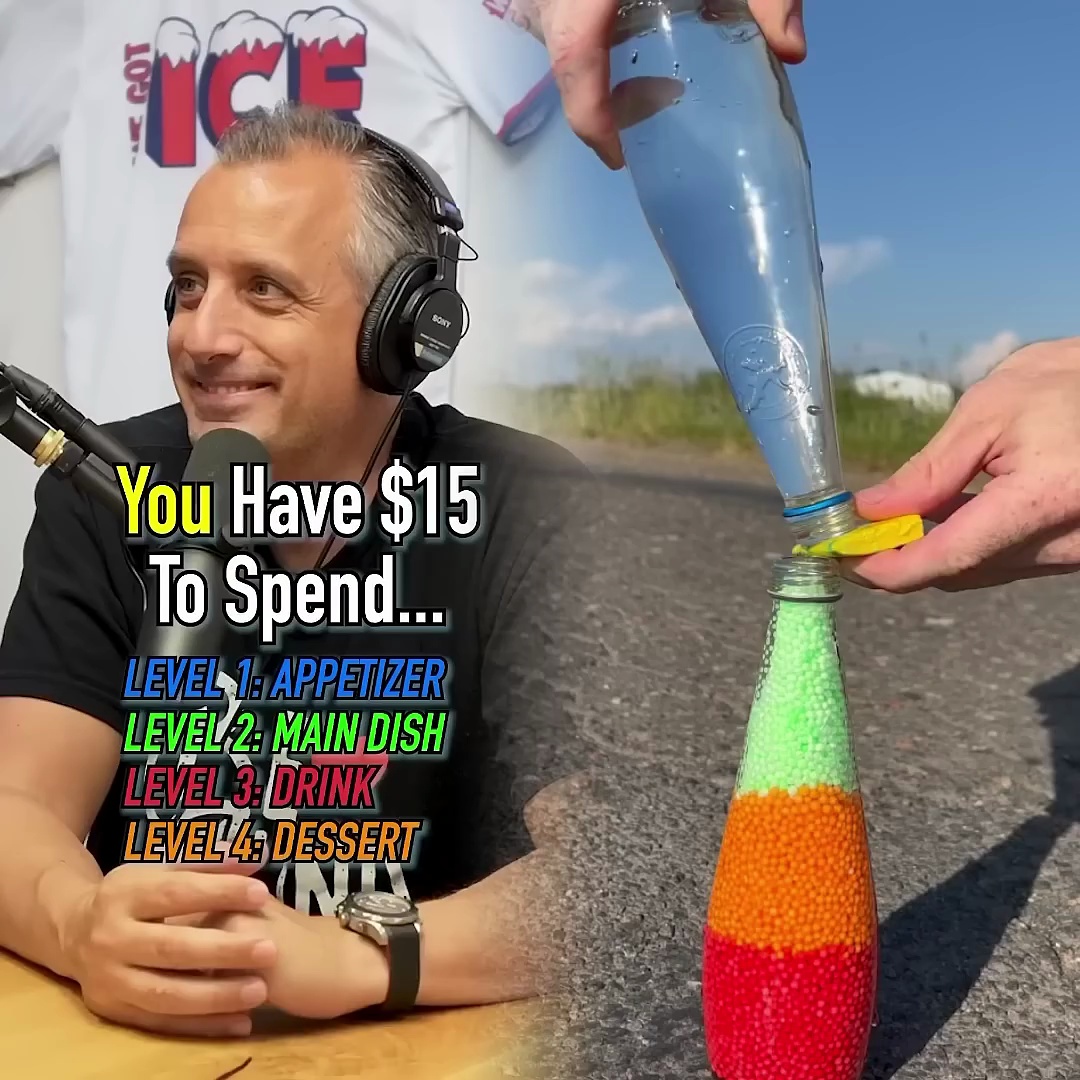 GOT
ICE
SONY
You Have $15
To Spend...
LEVEL 1: APPETIZER
LEVEL 2: MAIN DISH
LEVEL 3: DRINK
LEVEL 4: DESSERT